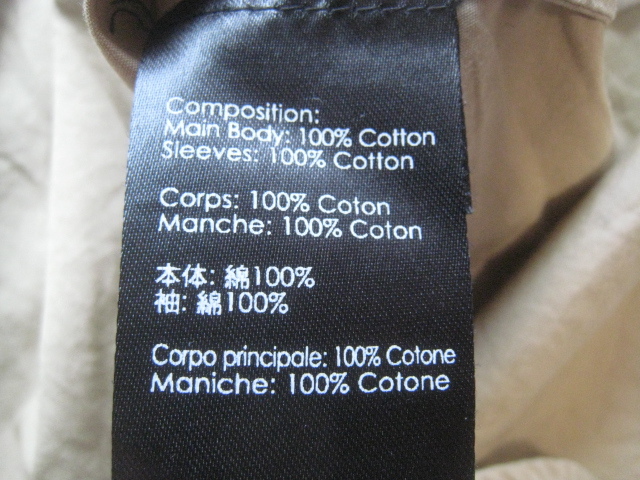 Composition:
Main Body: 100% Cotton
Sleeves: 100% Cotton
Corps: 100% Coton
Manche: 100% Coton
本体: 綿100%
袖: 綿100%
Corpo principale: 100% Cotone
Maniche: 100% Cotone